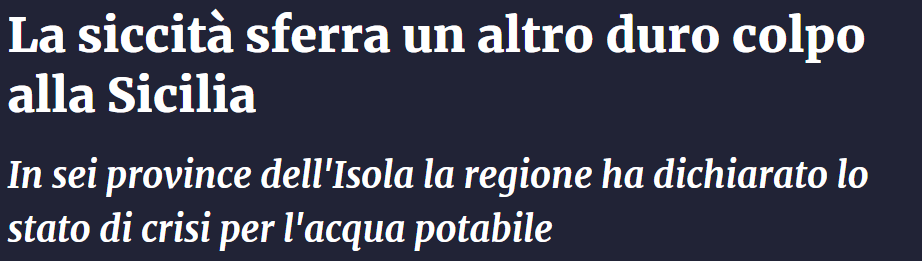 La siccità sferra un altro duro colpo
alla Sicilia
In sei province dell'Isola la regione ha dichiarato lo
stato di crisi per l'acqua potabile